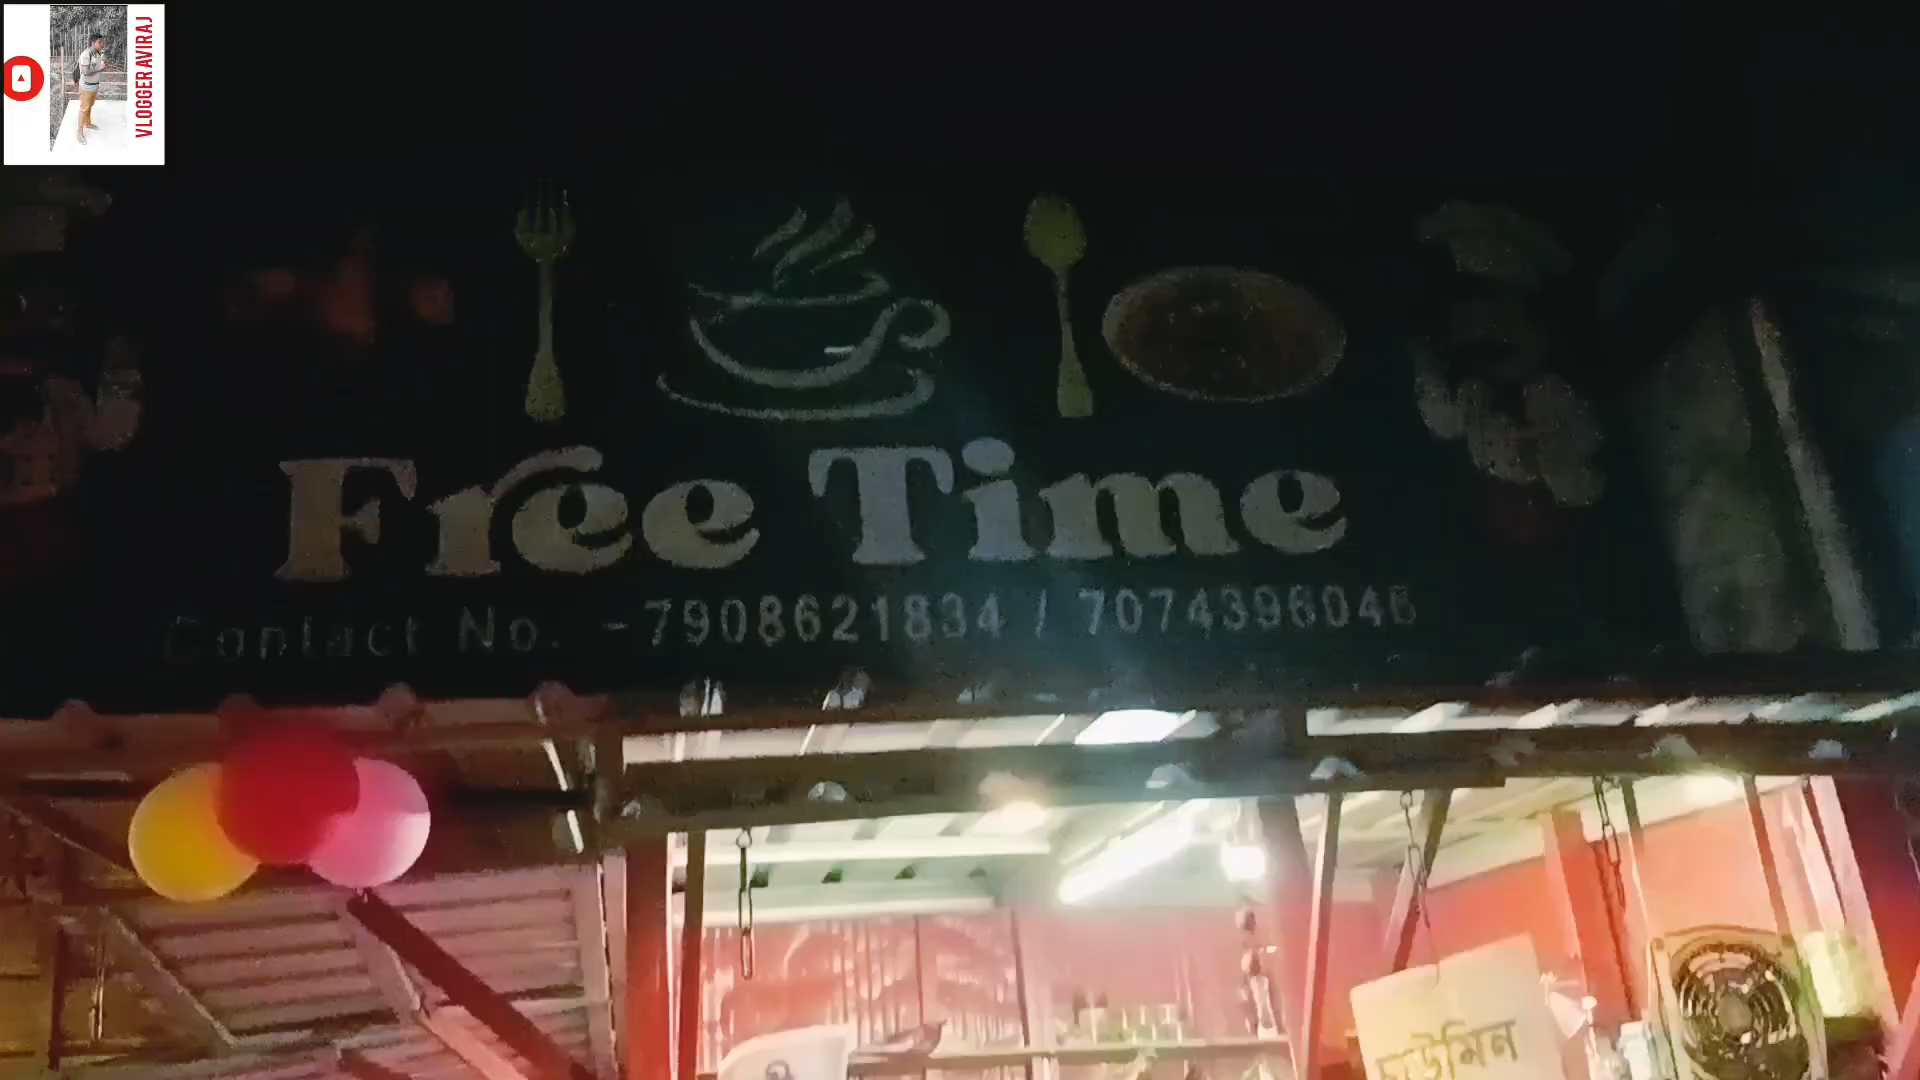 VLOGGER AVIRAJ
Free Time
Contact No. -7908621834 / 7074396046
চাউমিন